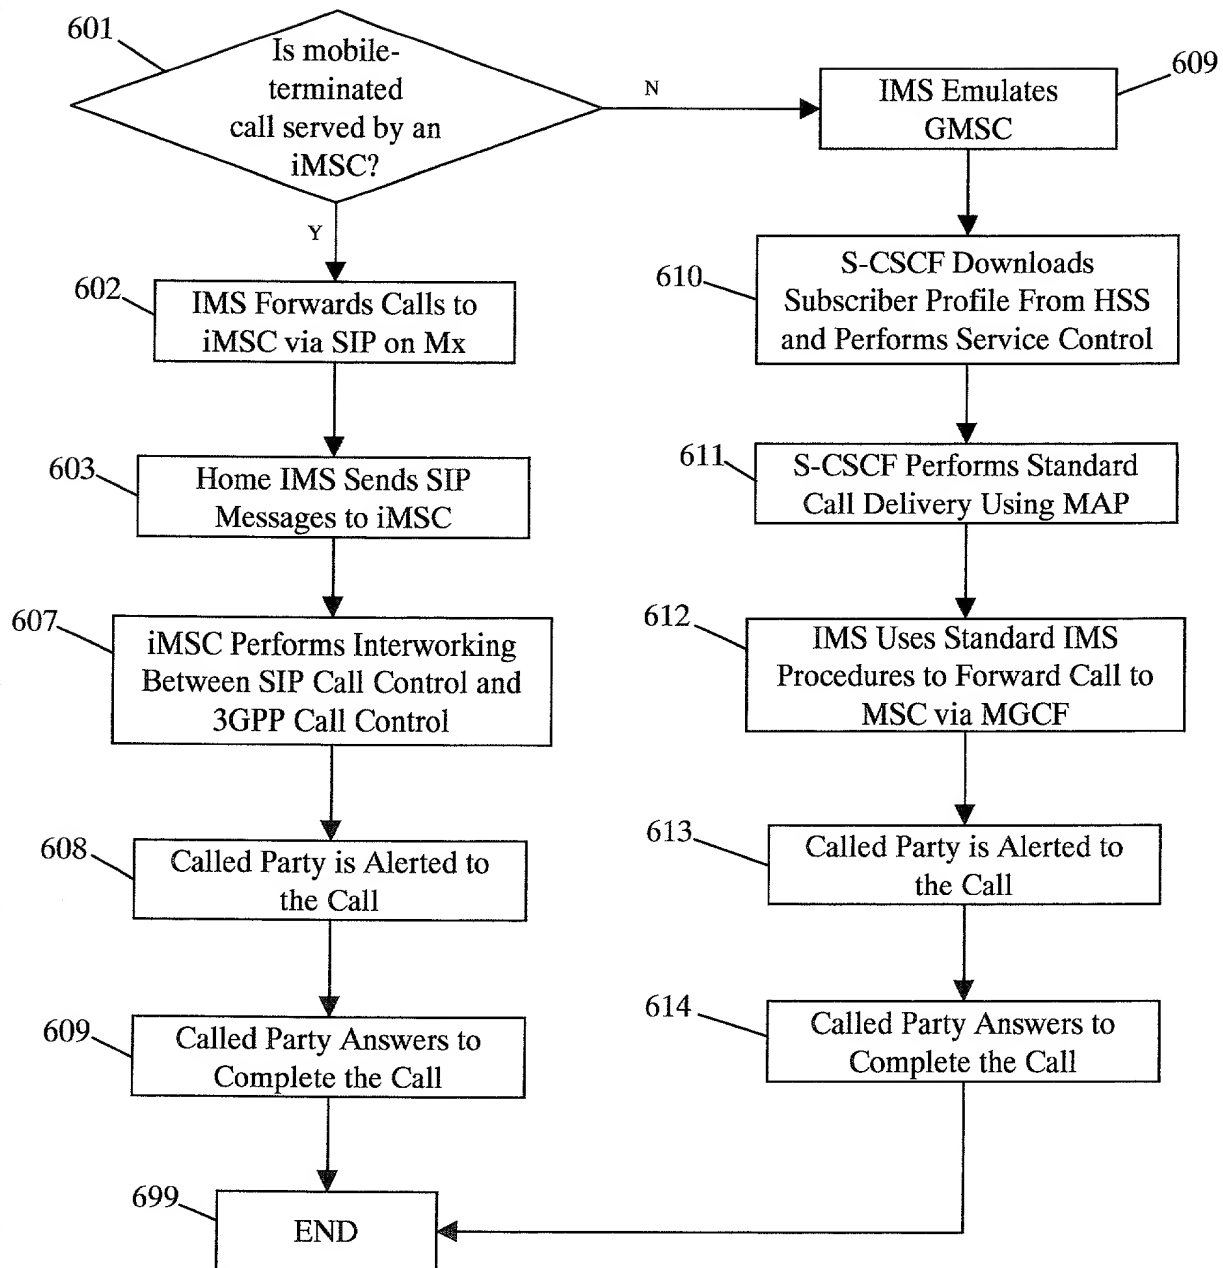 601
Is mobile-
terminated
call served by an
iMSC?
N
Y
609
IMS Emulates
GMSC
602
IMS Forwards Calls to
iMSC via SIP on Mx
610
S-CSCF Downloads
Subscriber Profile From HSS
and Performs Service Control
603
Home IMS Sends SIP
Messages to iMSC
611
S-CSCF Performs Standard
Call Delivery Using MAP
607
iMSC Performs Interworking
Between SIP Call Control and
3GPP Call Control
612
IMS Uses Standard IMS
Procedures to Forward Call to
MSC via MGCF
608
Called Party is Alerted to
the Call
613
Called Party is Alerted to
the Call
609
Called Party Answers to
Complete the Call
614
Called Party Answers to
Complete the Call
699
END